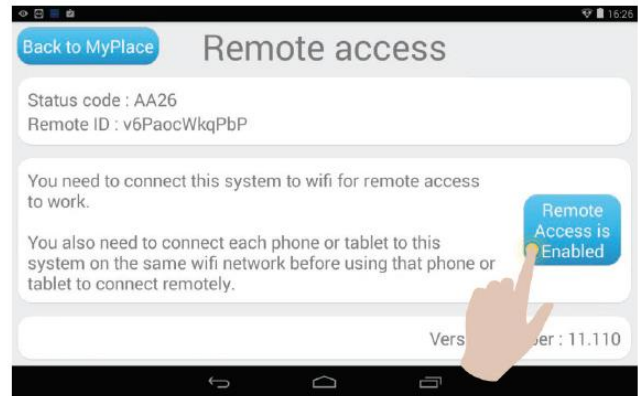 16:26
Back to MyPlace
Remote access
Status code : AA26
Remote ID : v6PaocWkqPbP
You need to connect this system to wifi for remote access
to work.
You also need to connect each phone or tablet to this
system on the same wifi network before using that phone or
tablet to connect remotely.
Remote
Access is
Enabled
: 11.110